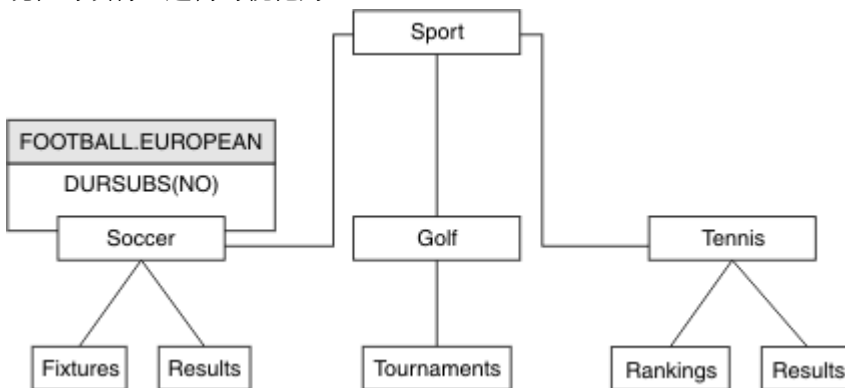 Sport
FOOTBALL.EUROPEAN
DURSUBS(NO)
Soccer
Golf
Tennis
Fixtures
Results
Tournaments
Rankings
Results